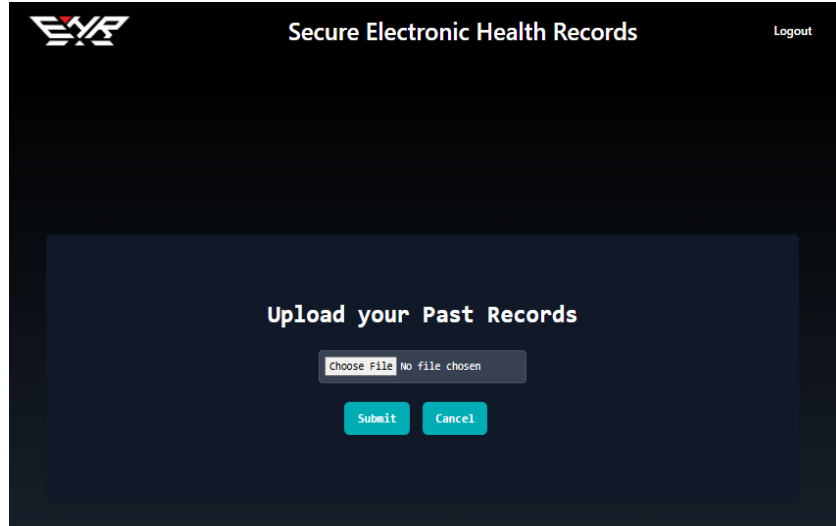 Secure Electronic Health Records
Logout
Upload your Past Records
Choose File No file chosen
Submit Cancel